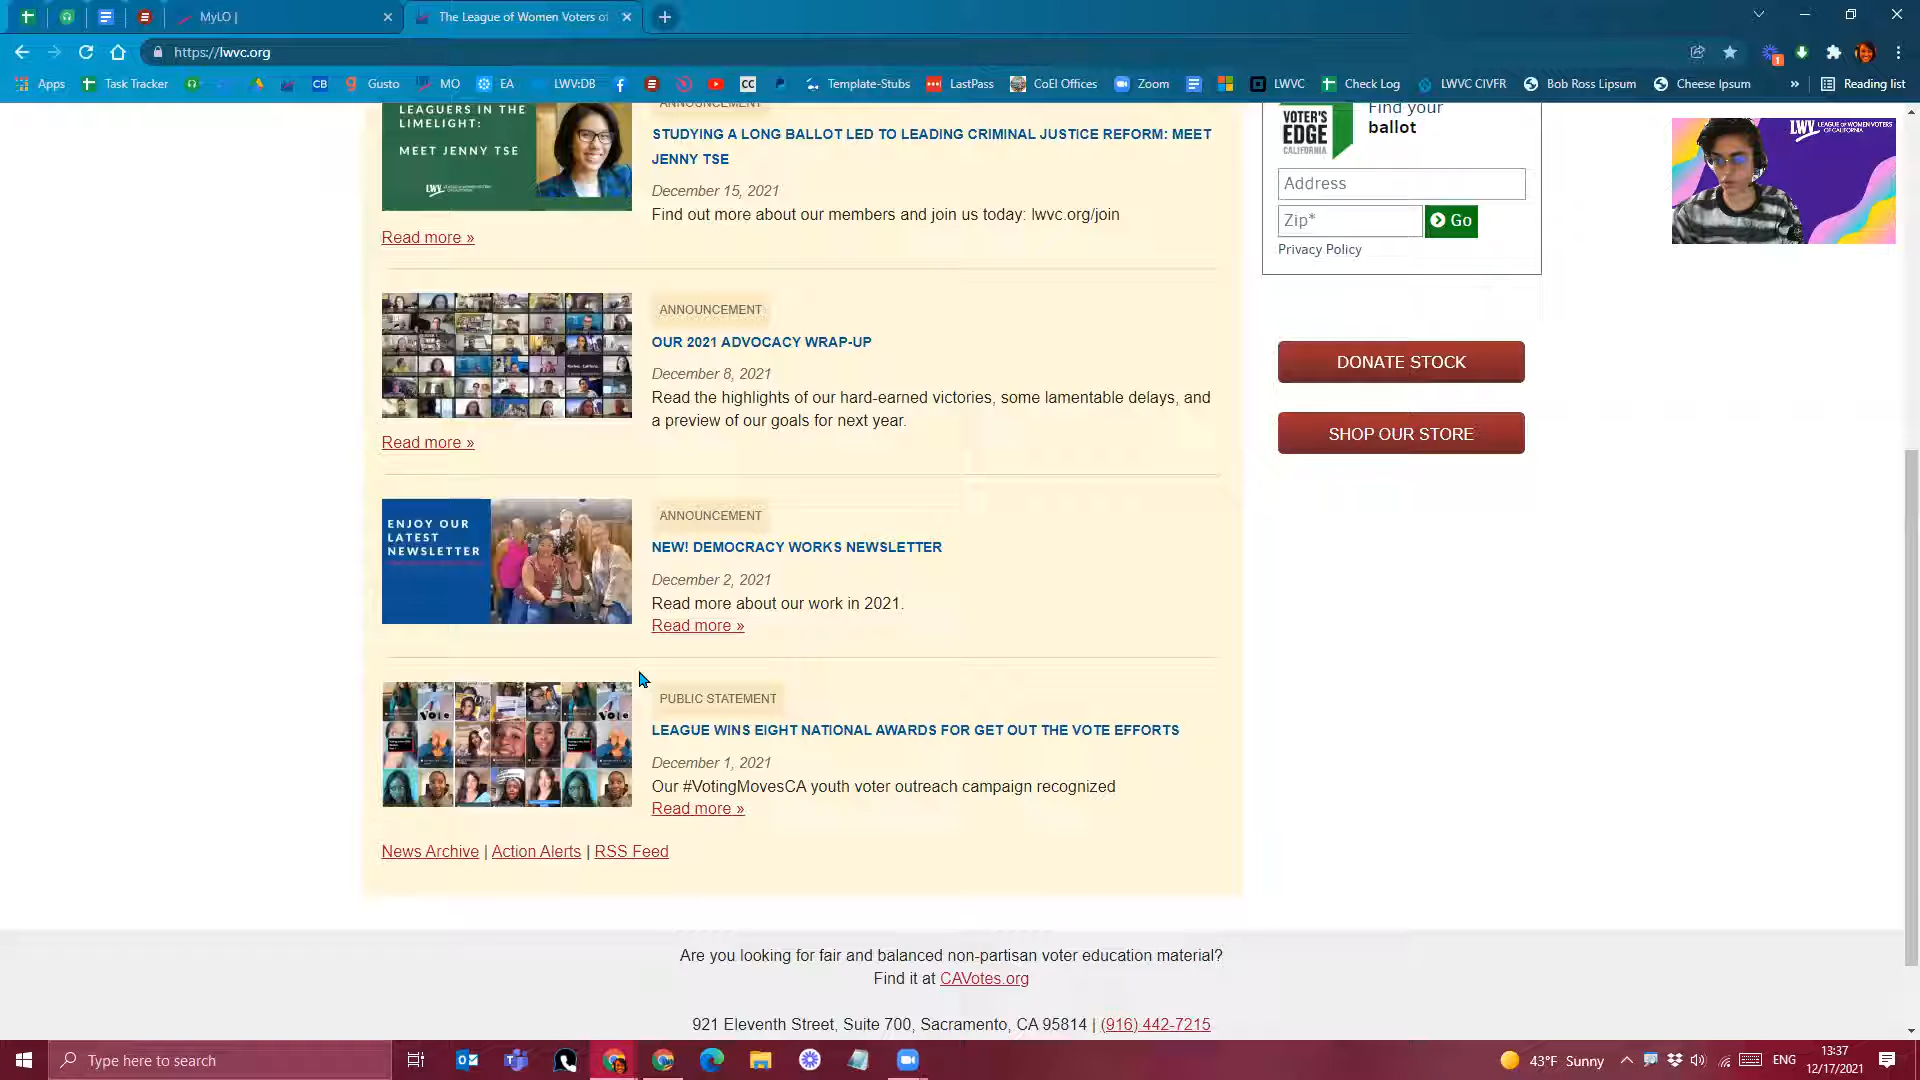 MyLO |
The League of Women Voters of
https://lwvc.org
Apps
Task Tracker
CB
Gusto
MO
EA
LWV:DB
CC
Template-Stubs
LastPass
CoEI Offices
Zoom
LWVC
Check Log
LWVC CIVFR
Bob Ross Lipsum
Cheese Ipsum
»
Reading list
LEAGUERS IN THE
LIMELIGHT:
MEET JENNY TSE
LWV
ANNOUNCEMENT
STUDYING A LONG BALLOT LED TO LEADING CRIMINAL JUSTICE REFORM: MEET
JENNY TSE
December 15, 2021
Find out more about our members and join us today: lwvc.org/join
Read more »
ANNOUNCEMENT
OUR 2021 ADVOCACY WRAP-UP
December 8, 2021
Read the highlights of our hard-earned victories, some lamentable delays, and
a preview of our goals for next year.
Read more »
ENJOY OUR
LATEST
NEWSLETTER
ANNOUNCEMENT
NEW! DEMOCRACY WORKS NEWSLETTER
December 2, 2021
Read more about our work in 2021.
Read more »
PUBLIC STATEMENT
LEAGUE WINS EIGHT NATIONAL AWARDS FOR GET OUT THE VOTE EFFORTS
December 1, 2021
Our #VotingMovesCA youth voter outreach campaign recognized
Read more »
News Archive | Action Alerts | RSS Feed
VOTER'S
EDGE
CALIFORNIA
Find your
ballot
Address
Zip*
Go
Privacy Policy
DONATE STOCK
SHOP OUR STORE
LWV LEAGUE OF WOMEN VOTERS
OF CALIFORNIA
Are you looking for fair and balanced non-partisan voter education material?
Find it at CAVotes.org
921 Eleventh Street, Suite 700, Sacramento, CA 95814 | (916) 442-7215
Type here to search
43°F Sunny
ENG
13:37
12/17/2021